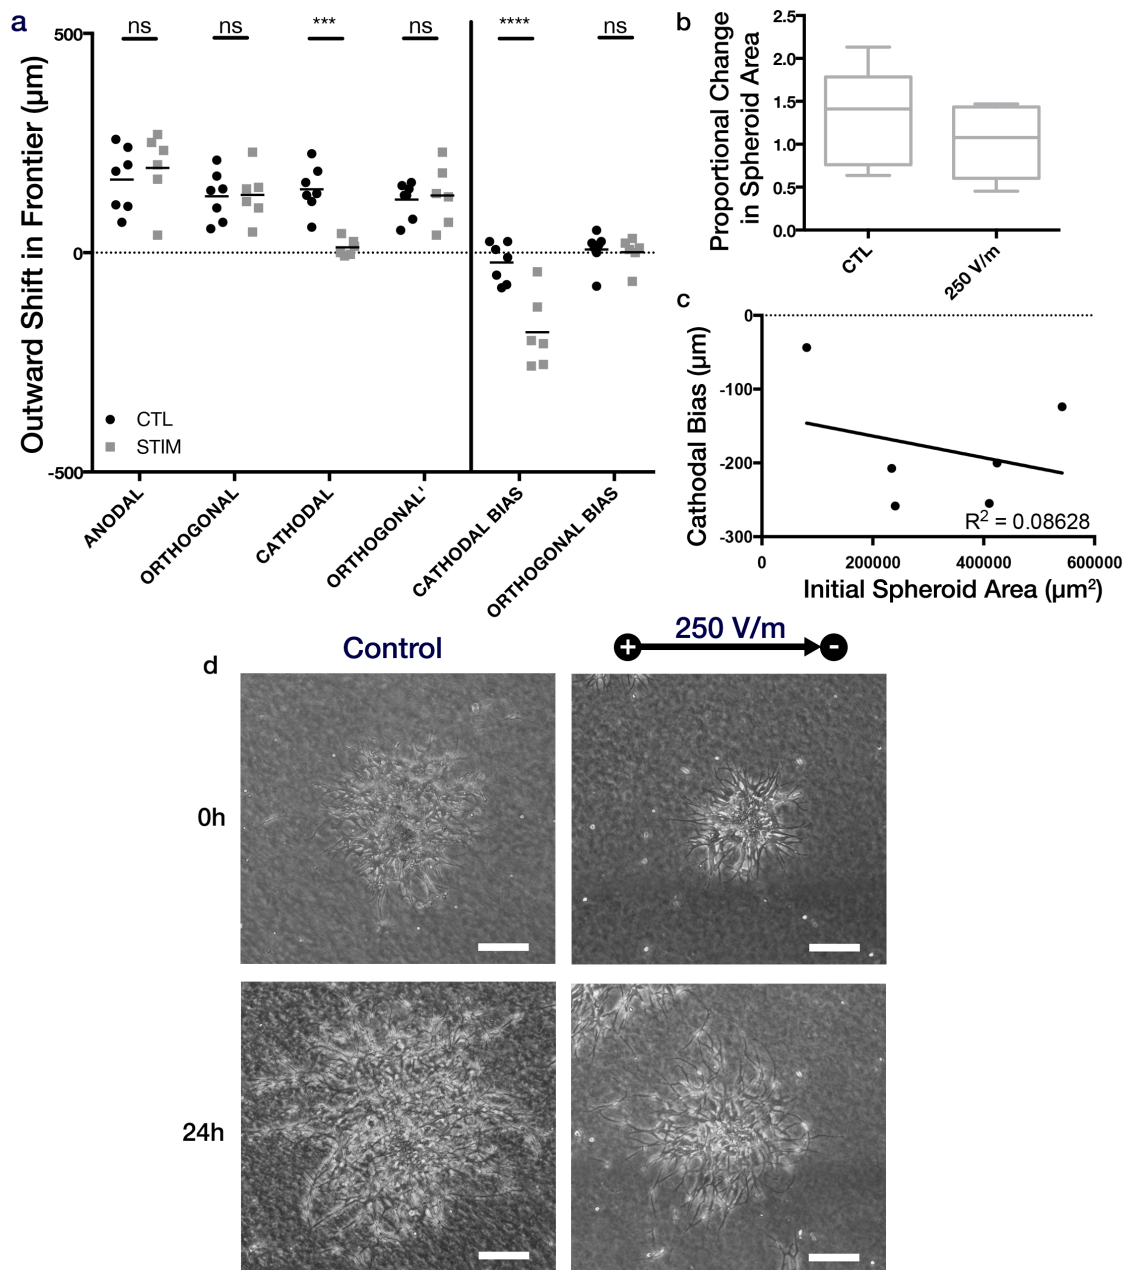 a
Outward Shift in Frontier (µm)
500
0
-500
ns
ns
***
ns
****
ns
CTL
STIM
ANODAL
ORTHOGONAL
CATHODAL
ORTHOGONAL'
CATHODAL BIAS
ORTHOGONAL BIAS
b
Proportional Change
in Spheroid Area
2.5
2.0
1.5
1.0
0.5
0.0
CTL
250 V/m
c
Cathodal Bias (µm)
0
-100
-200
-300
R² = 0.08628
0
200000
400000
600000
Initial Spheroid Area (µm²)
d
Control
250 V/m
+
-
0h
24h